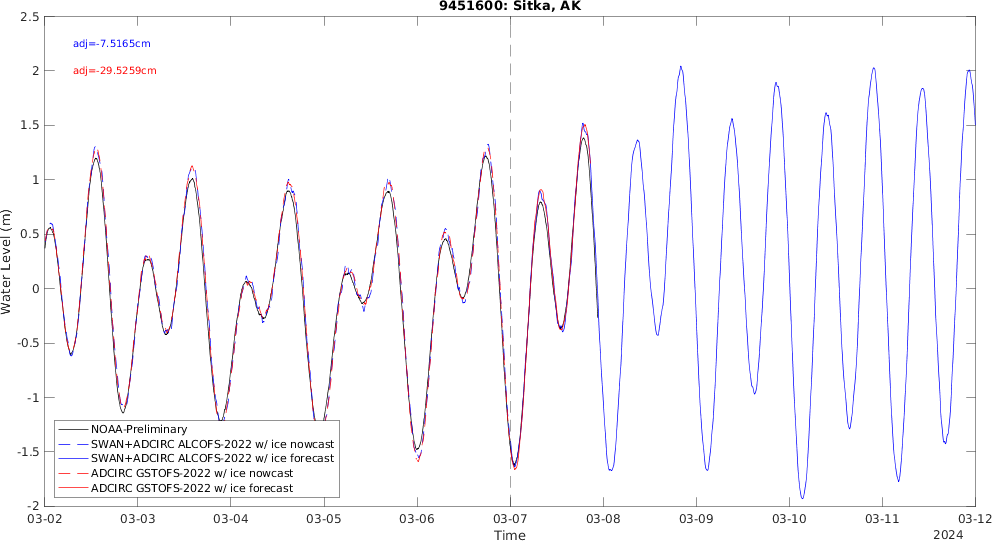 9451600: Sitka, AK
2.5
adj=-7.5165cm
2
adj=-29.5259cm
1.5
1
0.5
0
-0.5
-1
-1.5
-2
Water Level (m)
NOAA-Preliminary
SWAN+ADCIRC ALCOFS-2022 w/ ice nowcast
SWAN+ADCIRC ALCOFS-2022 w/ ice forecast
ADCIRC GSTOFS-2022 w/ ice nowcast
ADCIRC GSTOFS-2022 w/ ice forecast
03-02 03-03 03-04 03-05 03-06 03-07 03-08 03-09 03-10 03-11 03-12
Time
2024